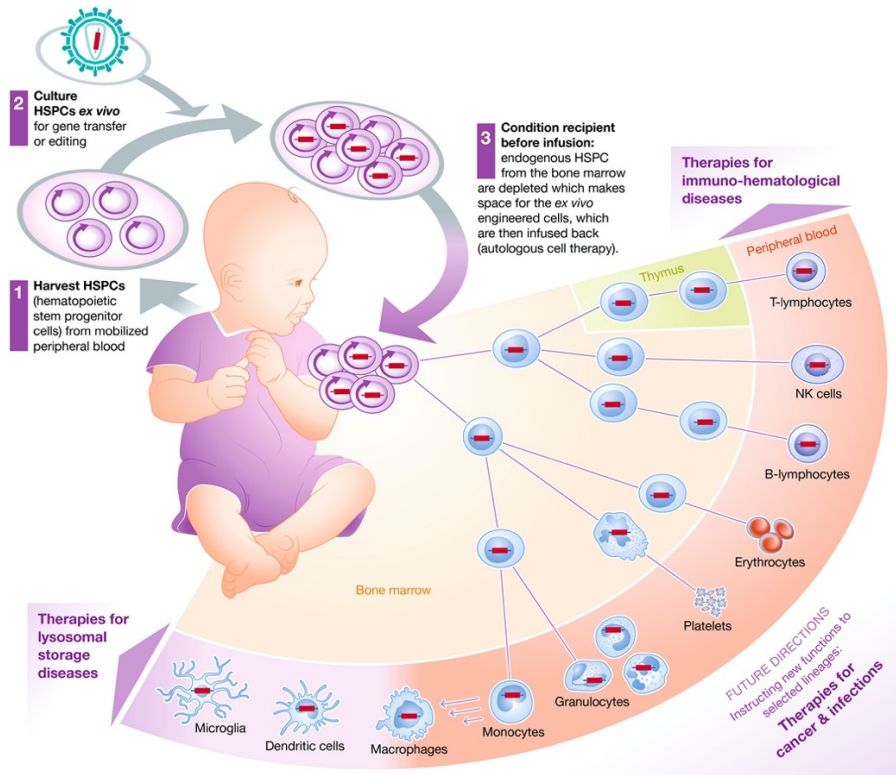 2
Culture
HSPCs ex vivo
for gene transfer
or editing
1
Harvest HSPCs
(hematopoietic
stem progenitor
cells) from mobilized
peripheral blood
3
Condition recipient
before infusion:
endogenous HSPC
from the bone marrow
are depleted which makes
space for the ex vivo
engineered cells, which
are then infused back
(autologous cell therapy).
Therapies for
immuno-hematological
diseases
Peripheral blood
Thymus
T-lymphocytes
NK cells
B-lymphocytes
Erythrocytes
Platelets
Bone marrow
Granulocytes
Monocytes
Macrophages
Dendritic cells
Microglia
Therapies for
lysosomal
storage
diseases
FUTURE DIRECTIONS
Instructing new functions to
selected lineages:
Therapies for
cancer & infections